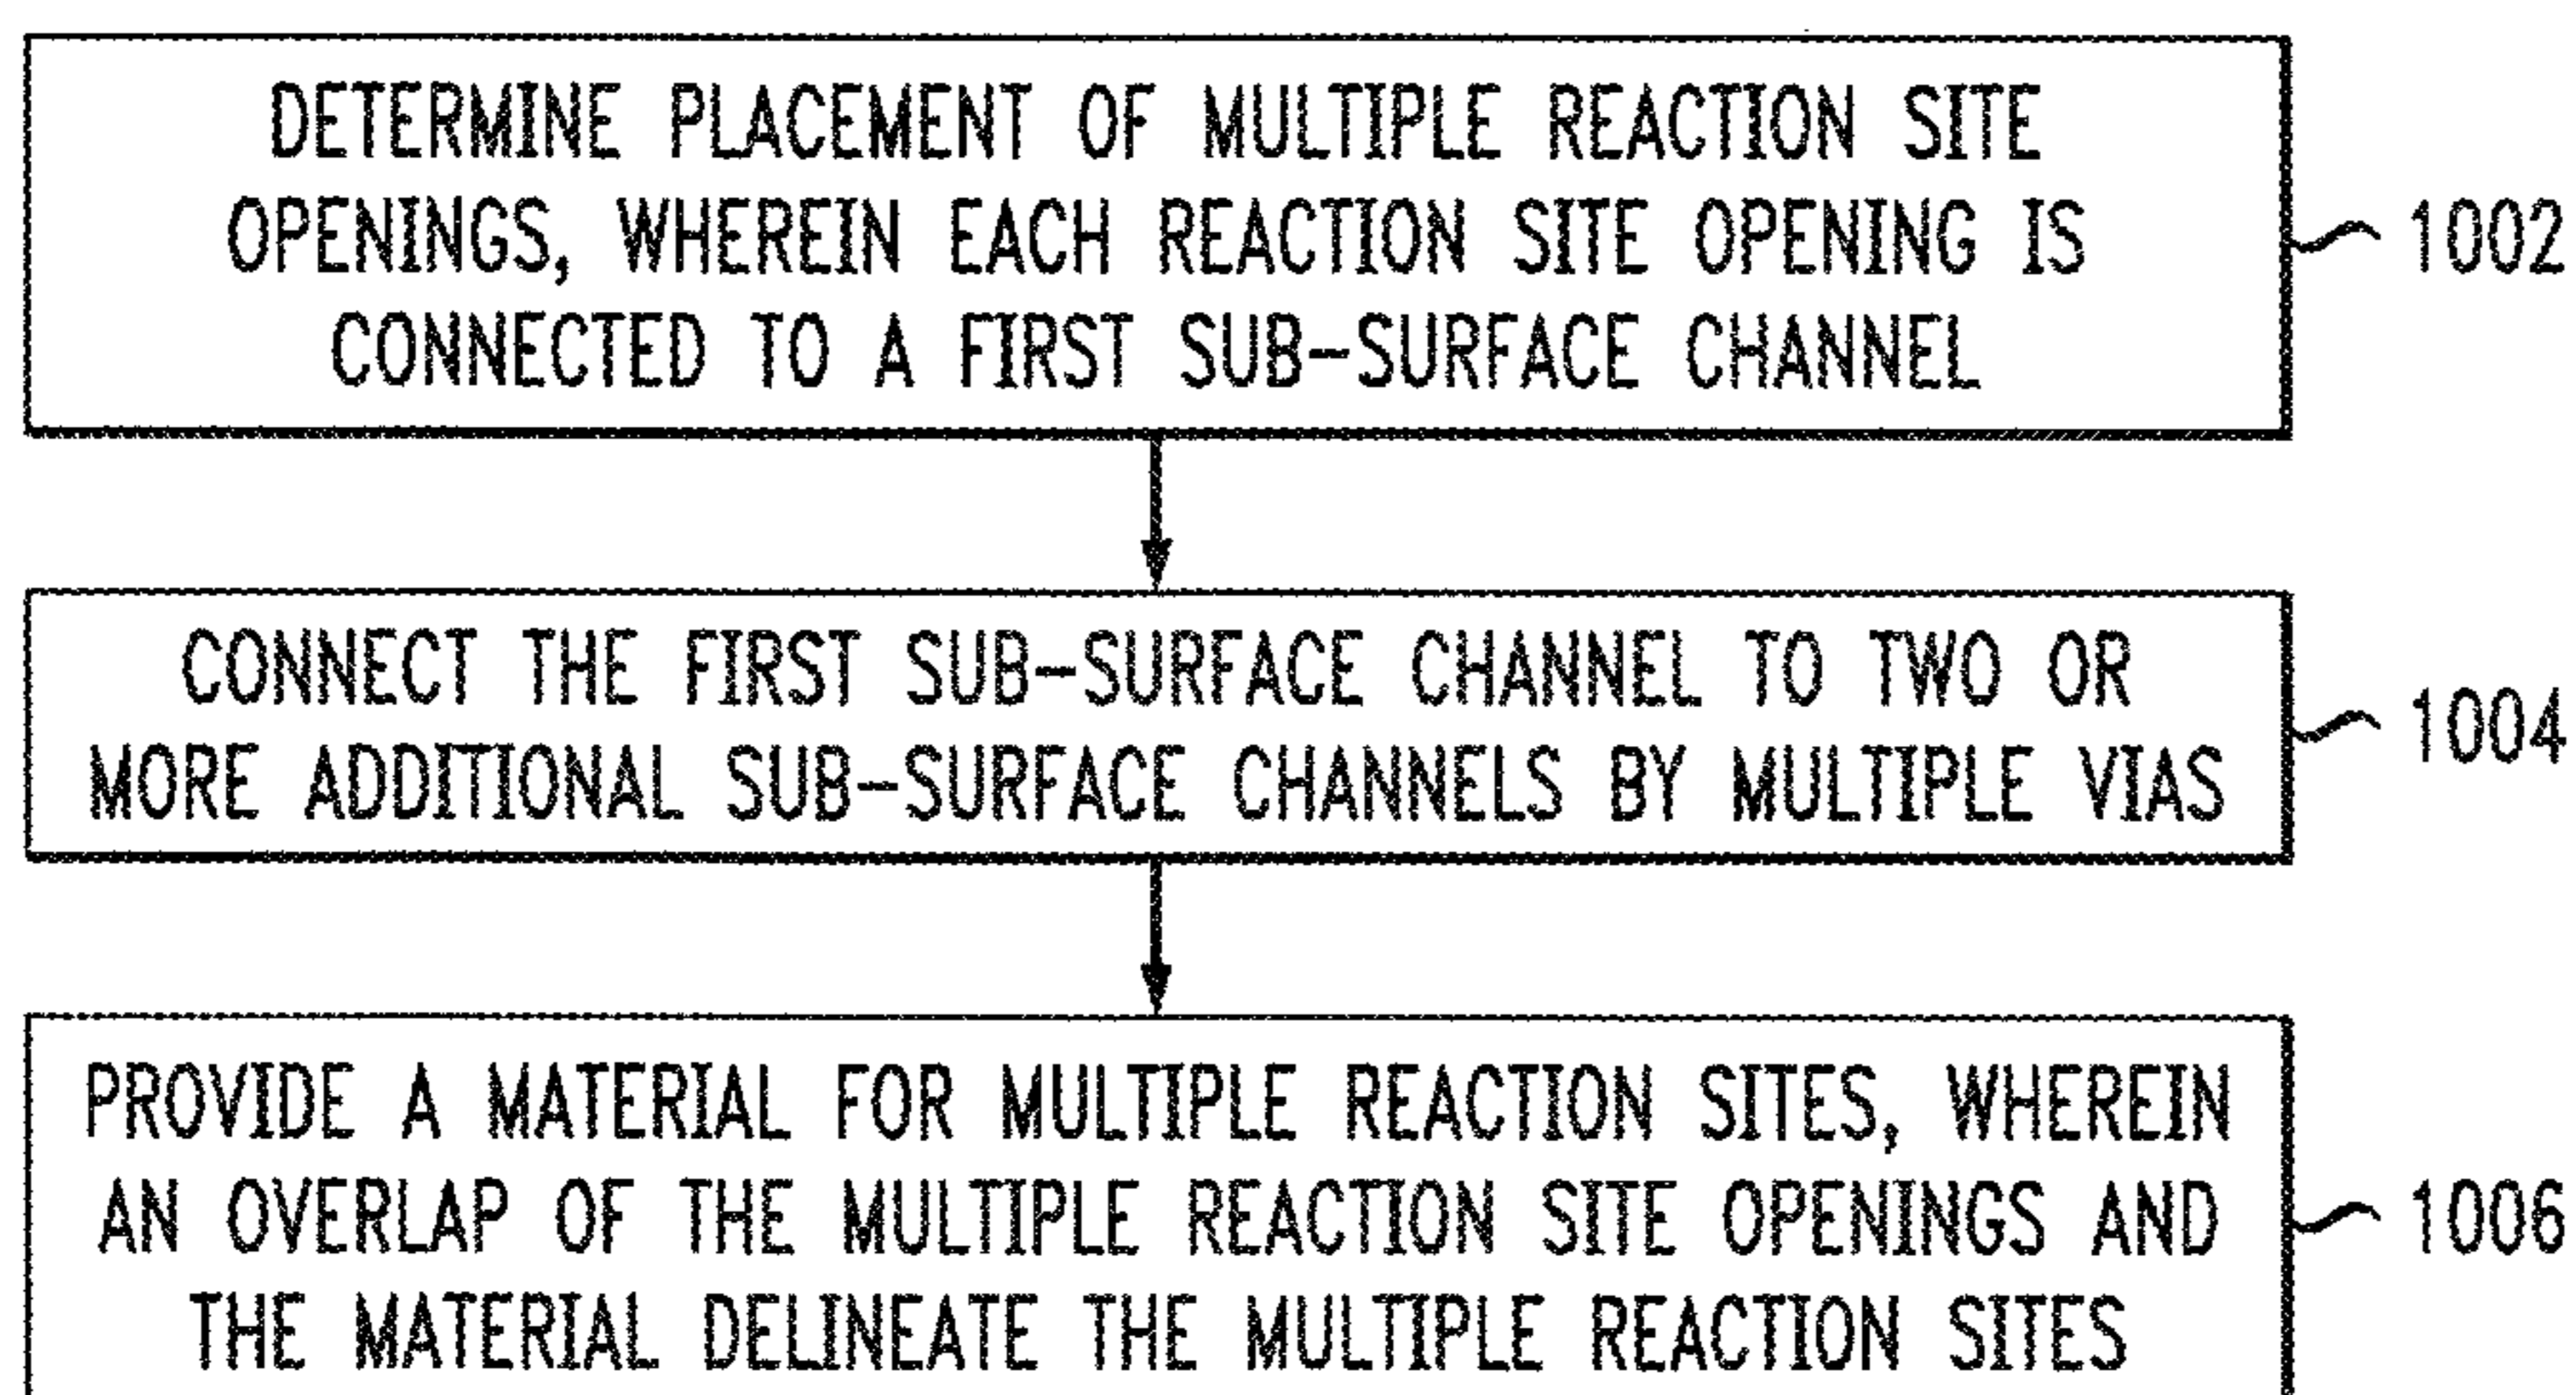 DETERMINE PLACEMENT OF MULTIPLE REACTION SITE
OPENINGS, WHEREIN EACH REACTION SITE OPENING IS
CONNECTED TO A FIRST SUB-SURFACE CHANNEL
1002
CONNECT THE FIRST SUB-SURFACE CHANNEL TO TWO OR
MORE ADDITIONAL SUB-SURFACE CHANNELS BY MULTIPLE VIAS
1004
PROVIDE A MATERIAL FOR MULTIPLE REACTION SITES, WHEREIN
AN OVERLAP OF THE MULTIPLE REACTION SITE OPENINGS AND
THE MATERIAL DELINEATE THE MULTIPLE REACTION SITES
1006